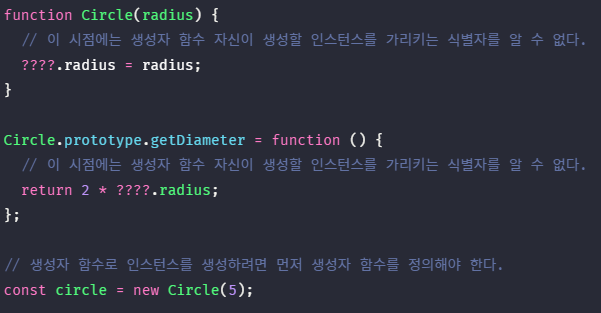 function Circle(radius) {
  // 이 시점에는 생성자 함수 자신이 생성할 인스턴스를 가리키는 식별자를 알 수 없다.
  ????.radius = radius;
}

Circle.prototype.getDiameter = function () {
  // 이 시점에는 생성자 함수 자신이 생성할 인스턴스를 가리키는 식별자를 알 수 없다.
  return 2 * ????.radius;
};

// 생성자 함수로 인스턴스를 생성하려면 먼저 생성자 함수를 정의해야 한다.
const circle = new Circle(5);